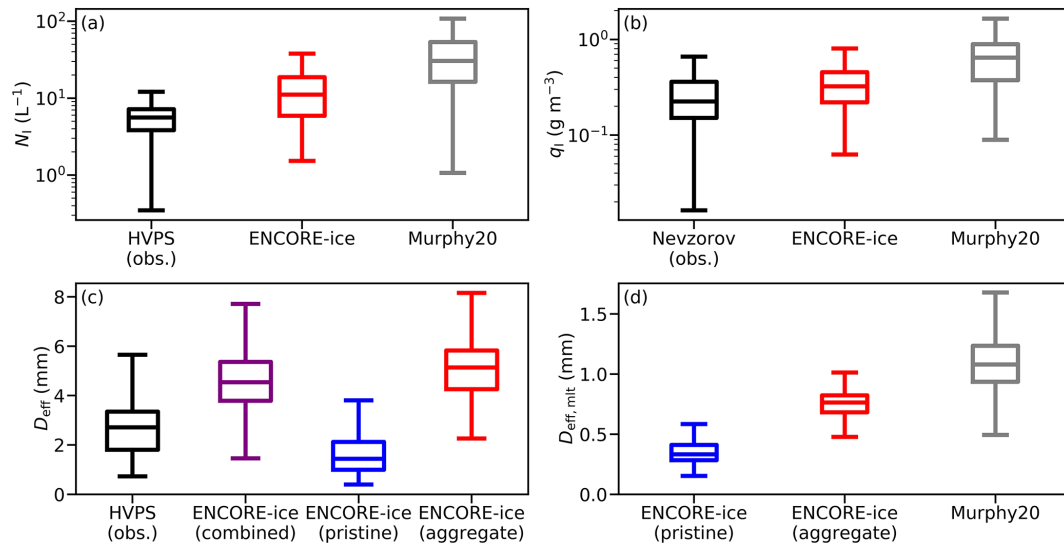 (a)
N_I (L⁻¹)
10²
10¹
10⁰
HVPS
(obs.)
ENCORE-ice
Murphy20
(b)
q_I (g m⁻³)
10⁰
10⁻¹
Nevzorov
(obs.)
ENCORE-ice
Murphy20
(c)
D_eff (mm)
8
6
4
2
0
HVPS
(obs.)
ENCORE-ice
(combined)
ENCORE-ice
(pristine)
ENCORE-ice
(aggregate)
(d)
D_eff, mlt (mm)
1.5
1.0
0.5
0.0
ENCORE-ice
(pristine)
ENCORE-ice
(aggregate)
Murphy20